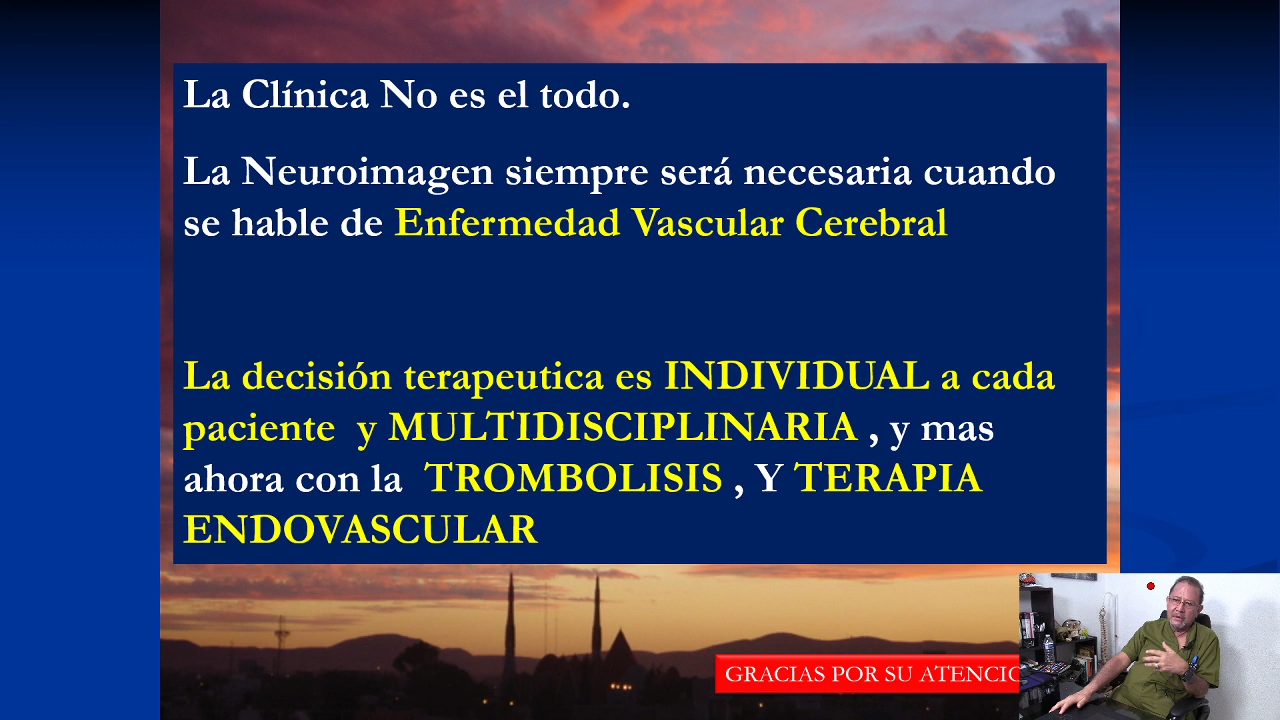 La Clínica No es el todo.
La Neuroimagen siempre será necesaria cuando
se hable de Enfermedad Vascular Cerebral
La decisión terapeutica es INDIVIDUAL a cada
paciente y MULTIDISCIPLINARIA , y mas
ahora con la TROMBOLISIS , Y TERAPIA
ENDOVASCULAR
GRACIAS POR SU ATENCIO